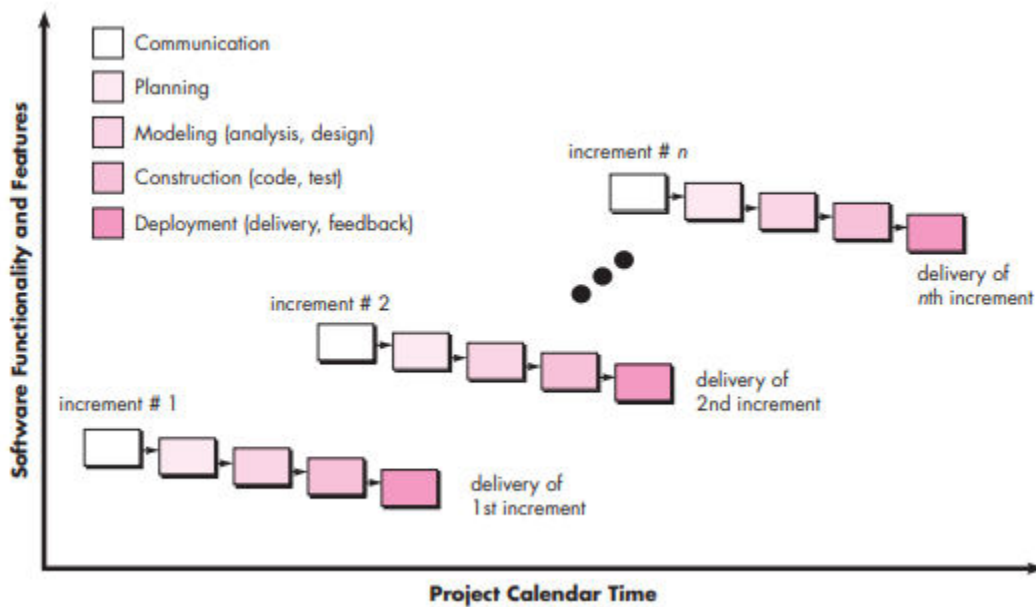 Software Functionality and Features
Communication
Planning
Modeling (analysis, design)
Construction (code, test)
Deployment (delivery, feedback)
increment # n
delivery of
nth increment
increment # 2
delivery of
2nd increment
increment # 1
delivery of
1st increment
Project Calendar Time